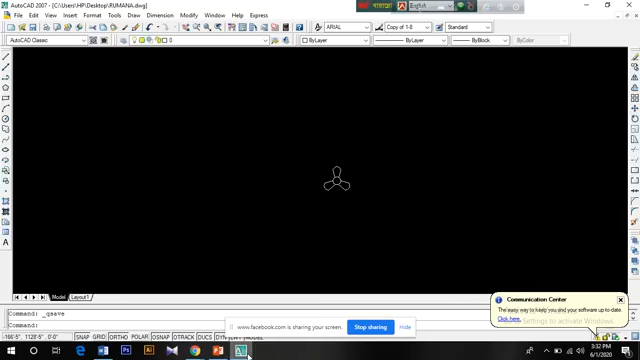 AutoCAD 2007 - [C:\Users\HP\Desktop\RUMANA.dwg]
English
File Edit View Insert Format Tools Draw Dimension Modify Window Help Express
ARIAL Copy of 1-8 Standard
AutoCAD Classic 0 ByLayer ByLayer ByBlock ByColor
Model Layout1
Command: _qsave
Command:
Communication Center
The easy way to keep you and your software up to date.
Click here.
Settings to activate Windows.
www.facebook.com is sharing your screen. Stop sharing Hide
SNAP GRID ORTHO POLAR OSNAP OTRACK DUCS DYN MODEL
3:32 PM
6/1/2020